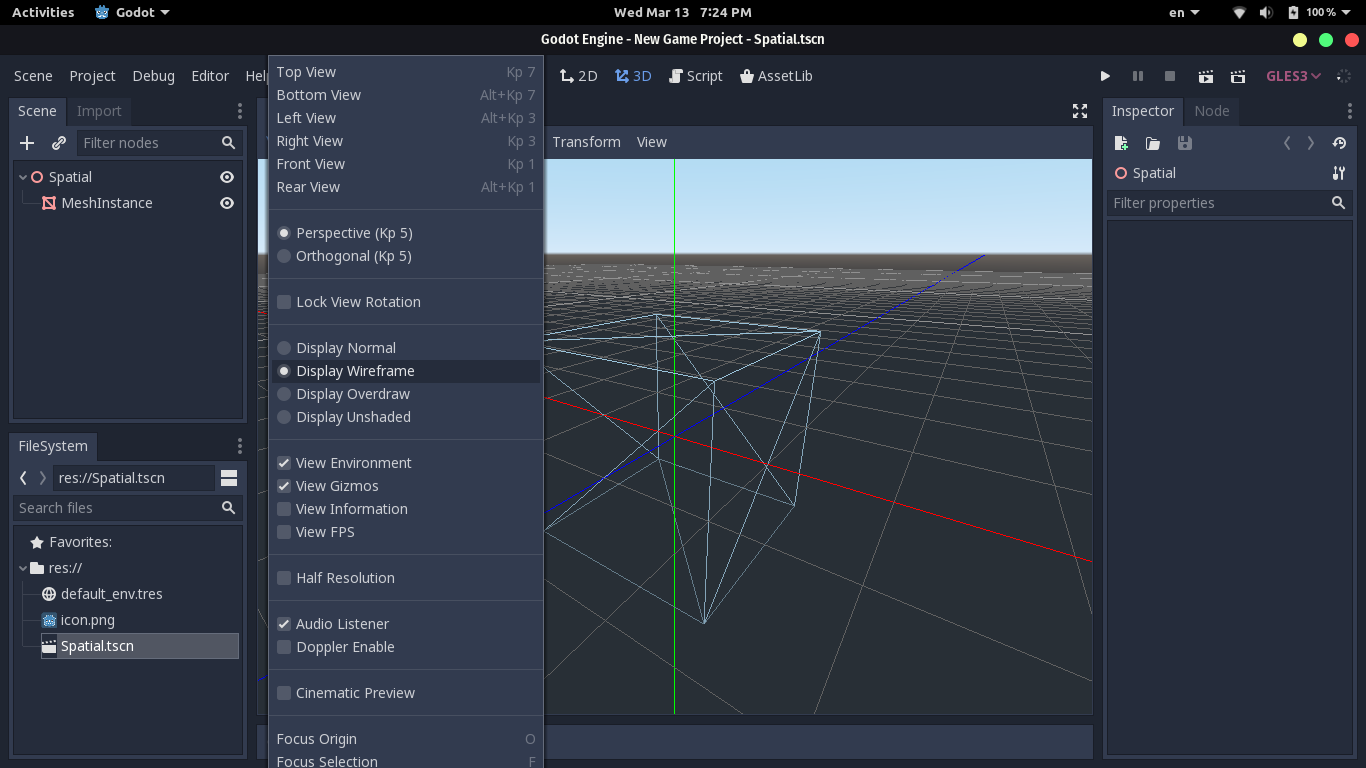 Activities Godot Wed Mar 13 7:24 PM en 100 %
Godot Engine - New Game Project - Spatial.tscn
Scene Project Debug Editor
2D 3D Script AssetLib GLES3
Scene Import
Filter nodes
Spatial
MeshInstance
FileSystem
res://Spatial.tscn
Search files
Favorites:
res://
default_env.tres
icon.png
Spatial.tscn
Top View Kp 7
Bottom View Alt+Kp 7
Left View Alt+Kp 3
Right View Kp 3
Front View Kp 1
Rear View Alt+Kp 1
Perspective (Kp 5)
Orthogonal (Kp 5)
Lock View Rotation
Display Normal
Display Wireframe
Display Overdraw
Display Unshaded
View Environment
View Gizmos
View Information
View FPS
Half Resolution
Audio Listener
Doppler Enable
Cinematic Preview
Focus Origin O
Focus Selection F
Transform View
Inspector Node
Spatial
Filter properties